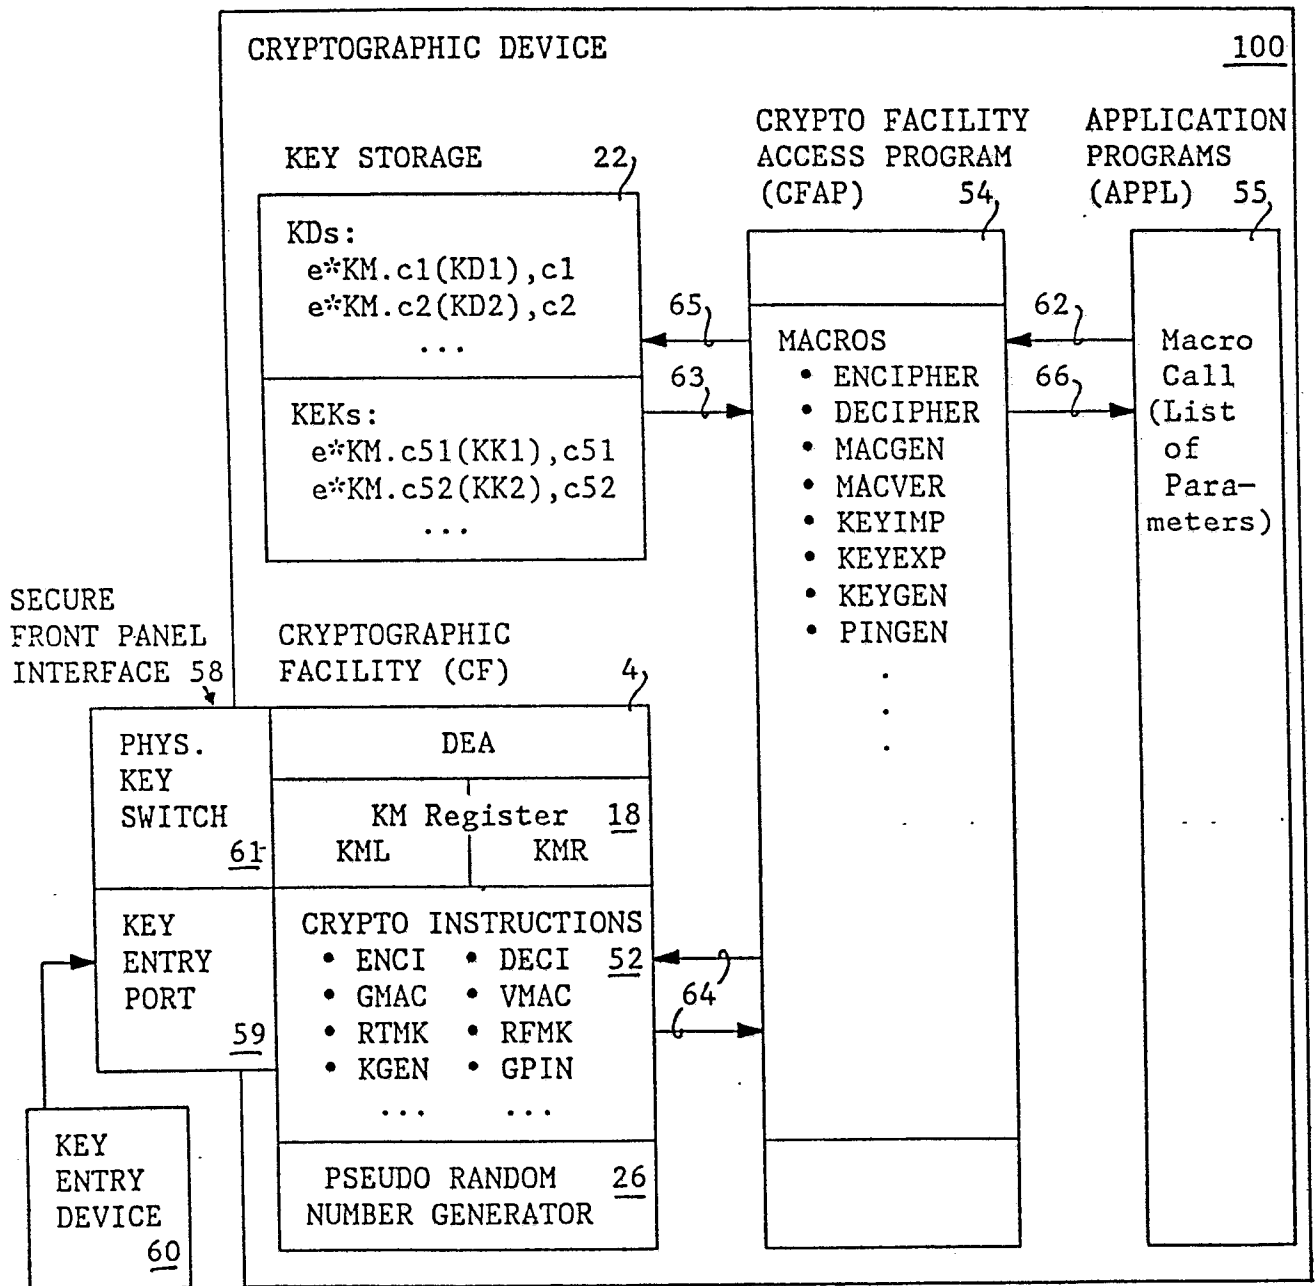 CRYPTOGRAPHIC DEVICE 100
KEY STORAGE 22
KDs:
e*KM.c1(KD1),c1
e*KM.c2(KD2),c2
...
KEKs:
e*KM.c51(KK1),c51
e*KM.c52(KK2),c52
...
CRYPTO FACILITY
ACCESS PROGRAM
(CFAP) 54
APPLICATION
PROGRAMS
(APPL) 55
65
63
62
66
MACROS
• ENCIPHER
• DECIPHER
• MACGEN
• MACVER
• KEYIMP
• KEYEXP
• KEYGEN
• PINGEN
.
.
.
Macro
Call
(List
of
Para-
meters)
SECURE
FRONT PANEL
INTERFACE 58
CRYPTOGRAPHIC
FACILITY (CF) 4
PHYS.
KEY
SWITCH
61
DEA
KM Register 18
KML KMR
KEY
ENTRY
PORT
59
CRYPTO INSTRUCTIONS
• ENCI • DECI 52
• GMAC • VMAC
• RTMK • RFMK
• KGEN • GPIN
... ...
64
PSEUDO RANDOM 26
NUMBER GENERATOR
KEY
ENTRY
DEVICE
60